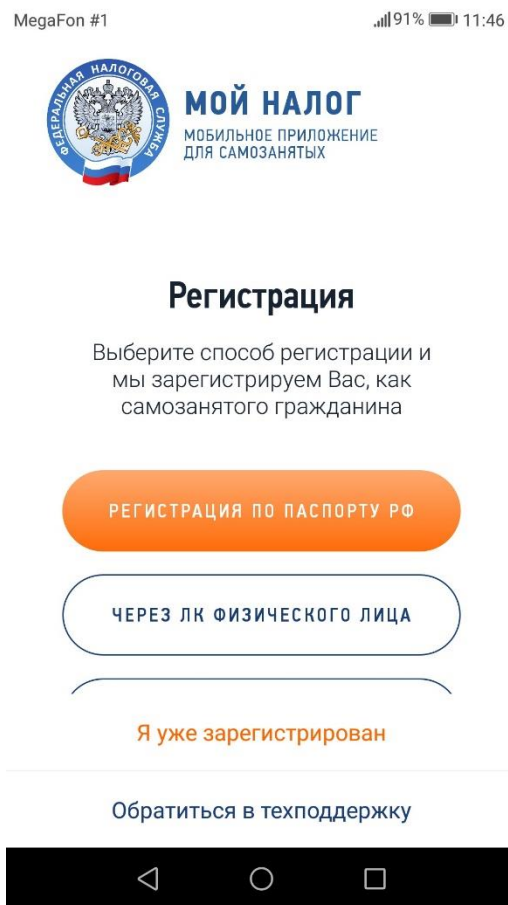 MegaFon #1
91% 11:46
ФЕДЕРАЛЬНАЯ НАЛОГОВАЯ СЛУЖБА
МОЙ НАЛОГ
МОБИЛЬНОЕ ПРИЛОЖЕНИЕ
ДЛЯ САМОЗАНЯТЫХ
Регистрация
Выберите способ регистрации и
мы зарегистрируем Вас, как
самозанятого гражданина
РЕГИСТРАЦИЯ ПО ПАСПОРТУ РФ
ЧЕРЕЗ ЛК ФИЗИЧЕСКОГО ЛИЦА
Я уже зарегистрирован
Обратиться в техподдержку